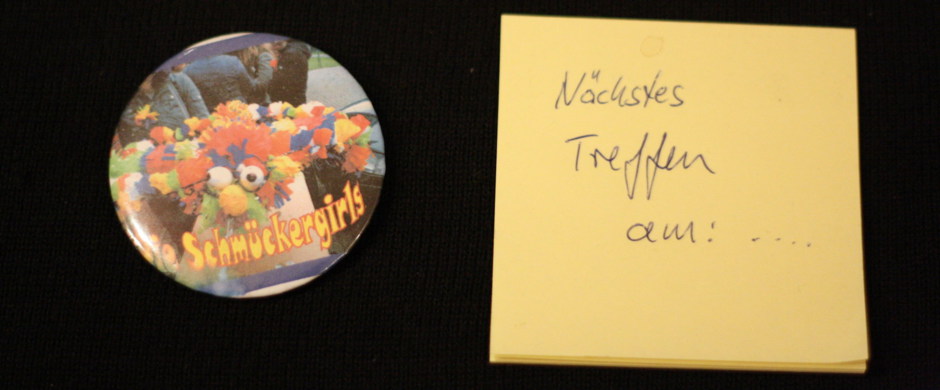 Schmückergirls
Nächstes
Treffen
am: ....